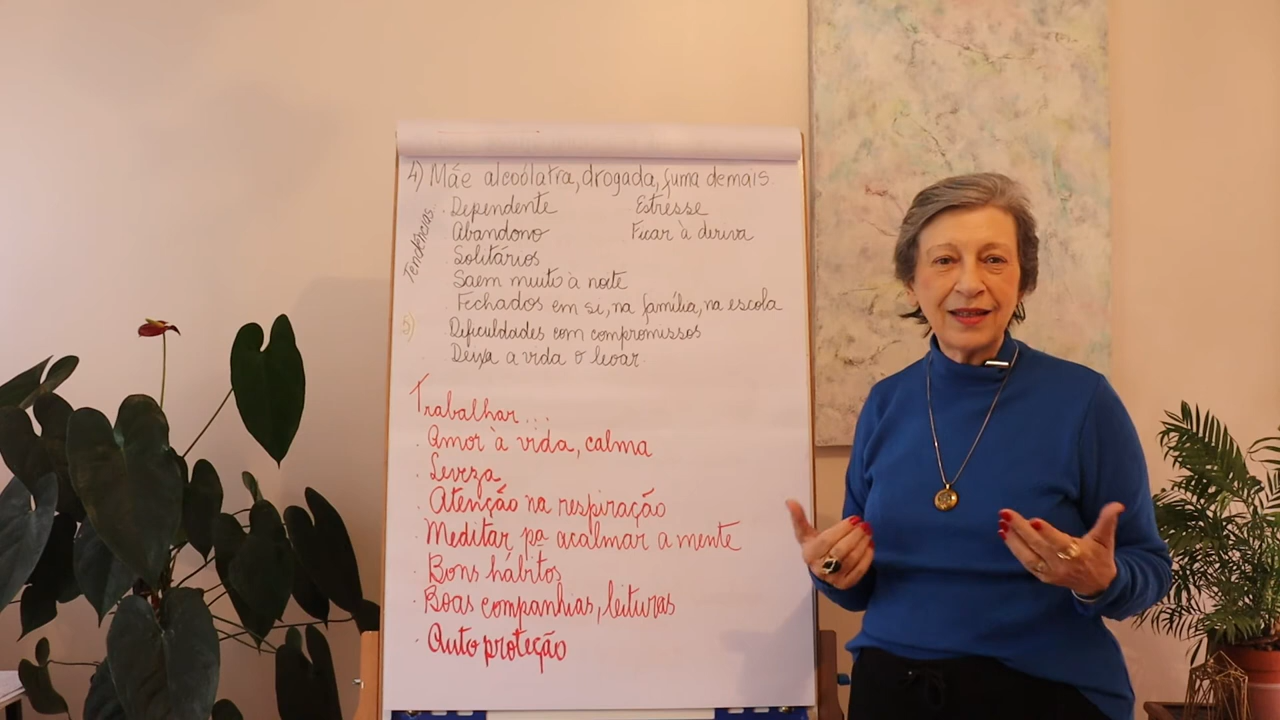 4) Mãe alcoólatra, drogada, fuma demais
Tendências
. Dependente
Estresse
Abandono
Ficar à deriva
Solitários
Saem muito à noite
Fechados em si, na família, na escola
5)
Dificuldades com compromissos
Deixa a vida o levar
Trabalhar...
. Amor à vida, calma
. Leveza
. Atenção na respiração
. Meditar pa acalmar a mente
. Bons hábitos
. Boas companhias, leituras
. Auto proteção